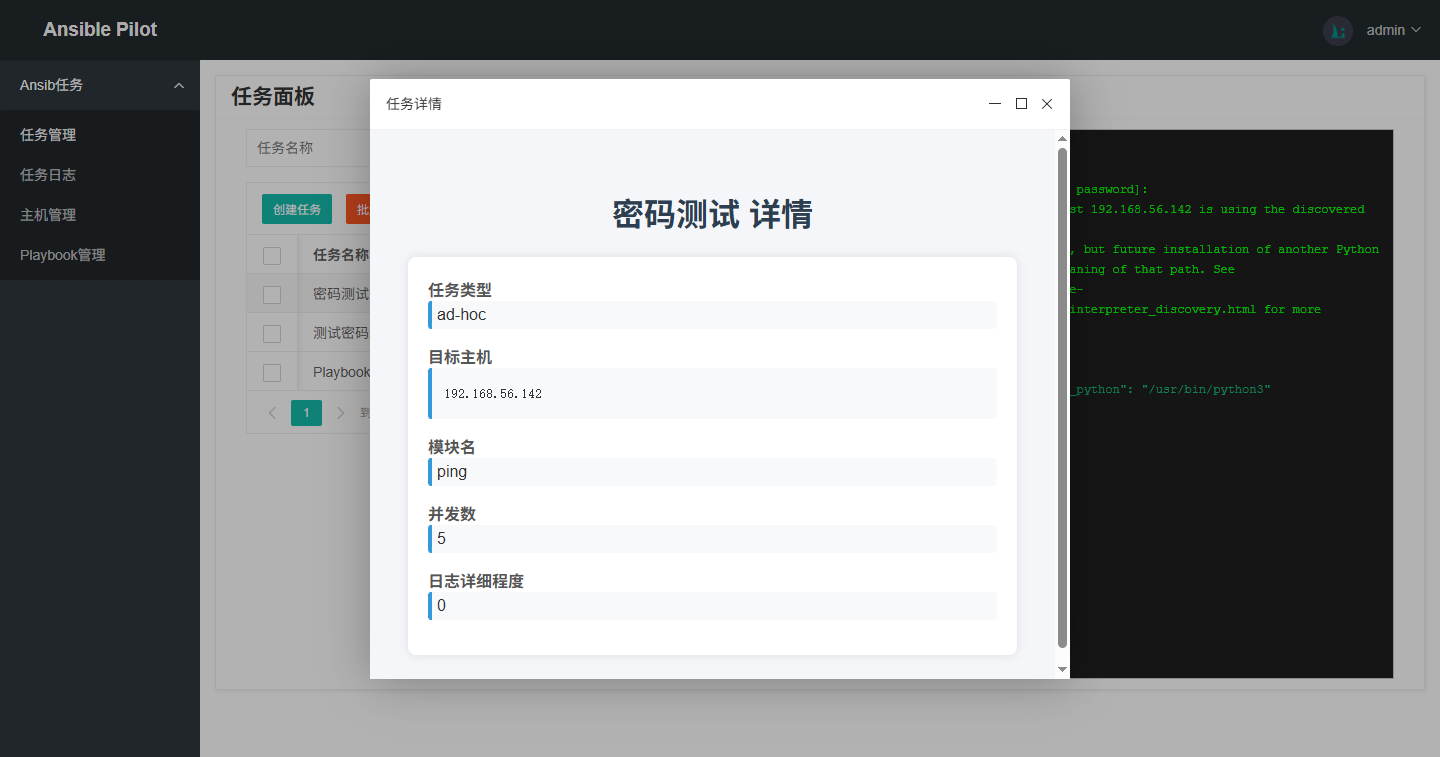 Ansible Pilot
admin
Ansib任务
任务管理
任务日志
主机管理
Playbook管理
任务面板
任务名称
创建任务
批
任务名称
密码测试
测试密码
Playbook
1
到
任务详情
密码测试 详情
任务类型
ad-hoc
目标主机
192.168.56.142
模块名
ping
并发数
5
日志详细程度
0
password]:
st 192.168.56.142 is using the discovered
, but future installation of another Python
aning of that path. See
e-
interpreter_discovery.html for more
_python": "/usr/bin/python3"